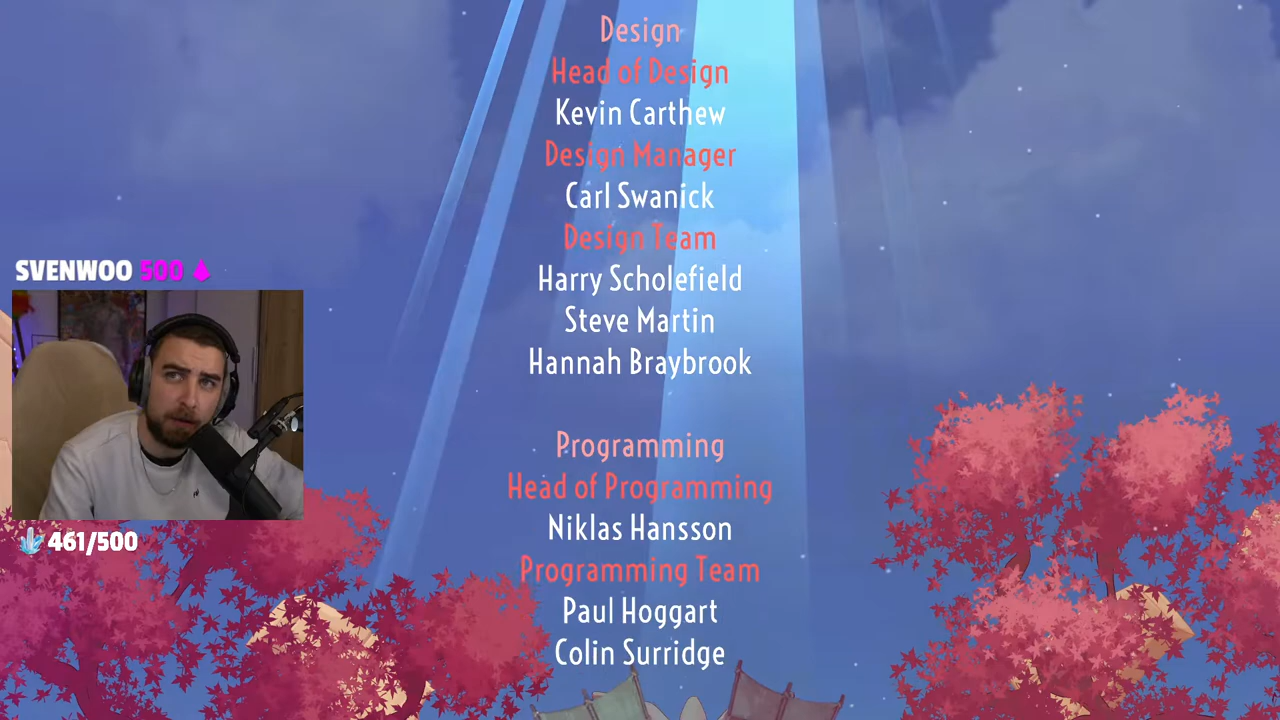 Design
Head of Design
Kevin Carthew
Design Manager
Carl Swanick
Design Team
Harry Scholefield
Steve Martin
Hannah Braybrook
Programming
Head of Programming
Niklas Hansson
Programming Team
Paul Hoggart
Colin Surridge
SVENWOO 500
461/500